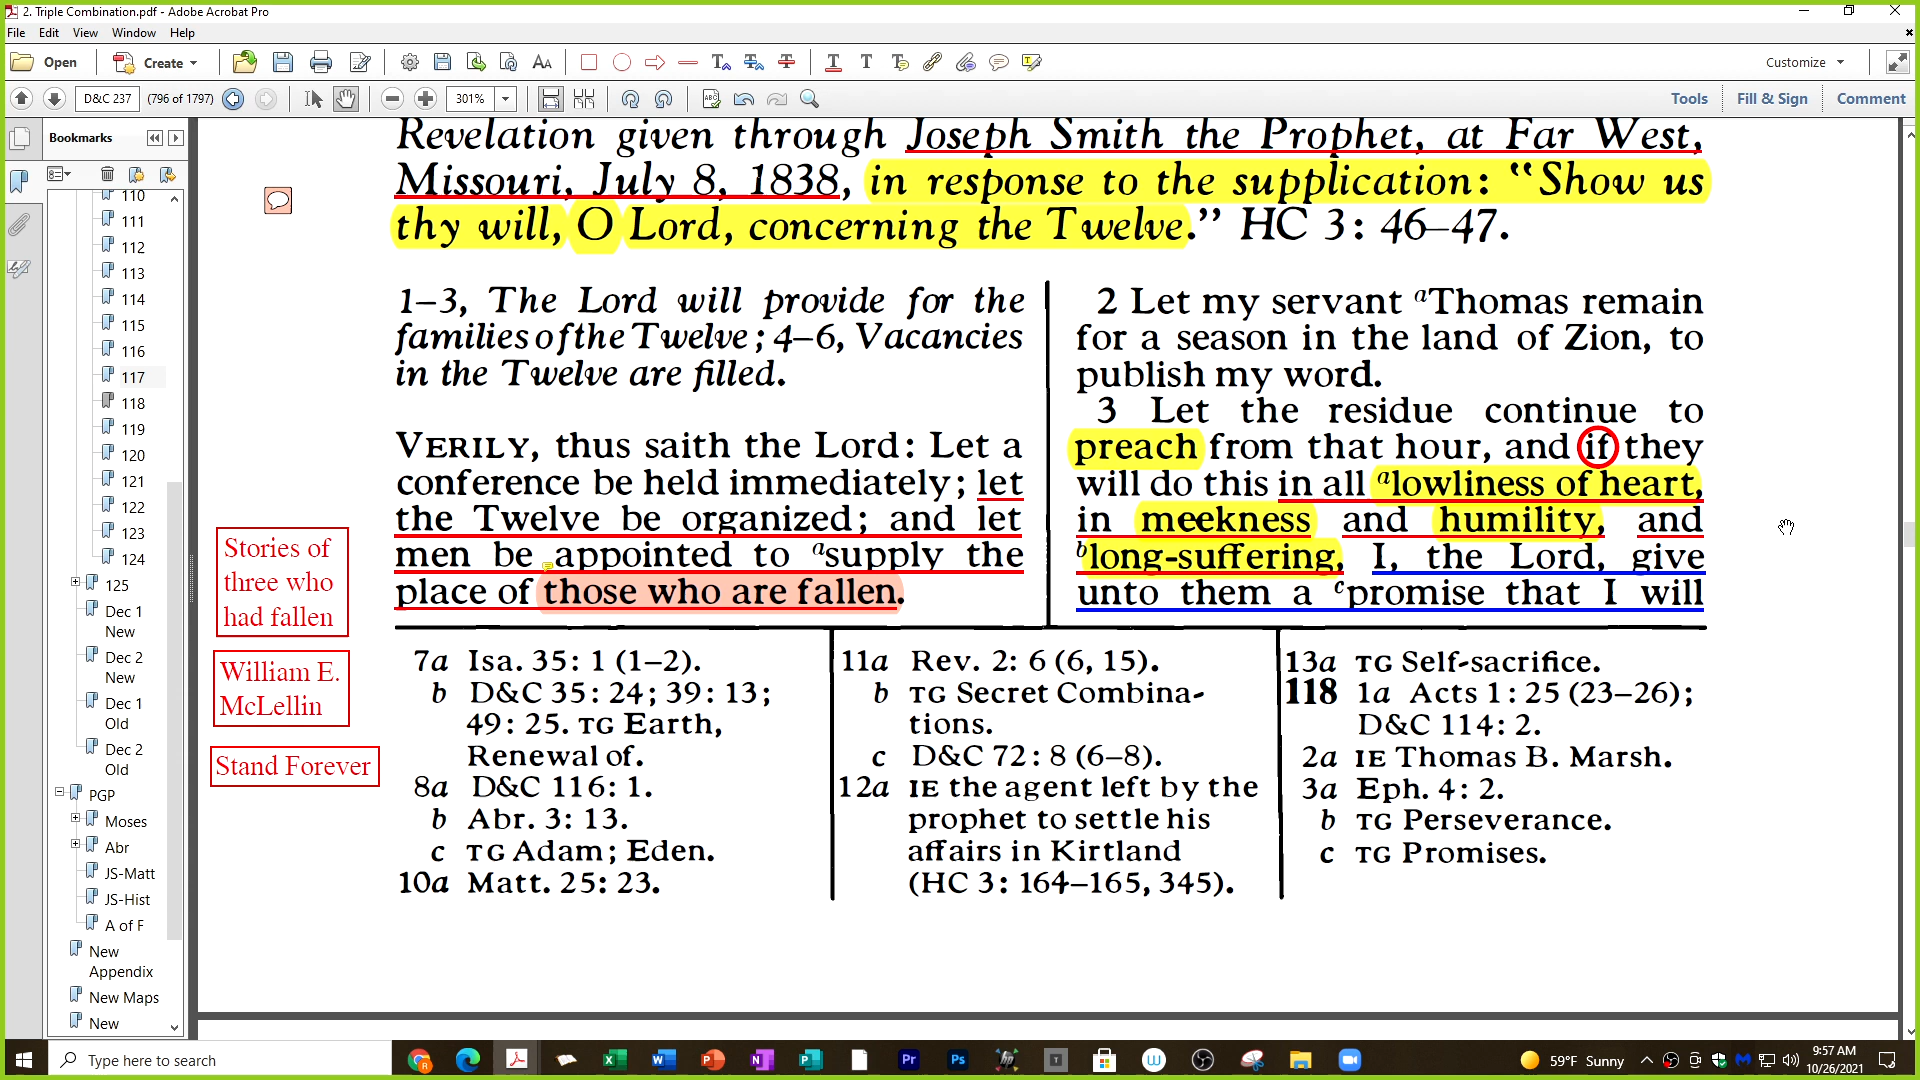 2. Triple Combination.pdf - Adobe Acrobat Pro
File Edit View Window Help
Open Create Customize
D&C 237 (796 of 1797) 301% Tools Fill & Sign Comment
Bookmarks
110
111
112
113
114
115
116
117
118
119
120
121
122
123
124
125
Dec 1
New
Dec 2
New
Dec 1
Old
Dec 2
Old
PGP
Moses
Abr
JS-Matt
JS-Hist
A of F
New
Appendix
New Maps
New
Stories of
three who
had fallen
William E.
McLellin
Stand Forever
Revelation given through Joseph Smith the Prophet, at Far West,
Missouri, July 8, 1838, in response to the supplication: “Show us
thy will, O Lord, concerning the Twelve.” HC 3: 46–47.
1–3, The Lord will provide for the
families of the Twelve; 4–6, Vacancies
in the Twelve are filled.
VERILY, thus saith the Lord: Let a
conference be held immediately; let
the Twelve be organized; and let
men be appointed to asupply the
place of those who are fallen.
2 Let my servant aThomas remain
for a season in the land of Zion, to
publish my word.
3 Let the residue continue to
preach from that hour, and if they
will do this in all alowliness of heart,
in meekness and humility, and
blong-suffering, I, the Lord, give
unto them a cpromise that I will
7a Isa. 35: 1 (1–2).
b D&C 35: 24; 39: 13;
49: 25. TG Earth,
Renewal of.
8a D&C 116: 1.
b Abr. 3: 13.
c TG Adam; Eden.
10a Matt. 25: 23.
11a Rev. 2: 6 (6, 15).
b TG Secret Combina-
tions.
c D&C 72: 8 (6–8).
12a IE the agent left by the
prophet to settle his
affairs in Kirtland
(HC 3: 164–165, 345).
13a TG Self-sacrifice.
118 1a Acts 1: 25 (23–26);
D&C 114: 2.
2a IE Thomas B. Marsh.
3a Eph. 4: 2.
b TG Perseverance.
c TG Promises.
Type here to search
59°F Sunny
9:57 AM
10/26/2021